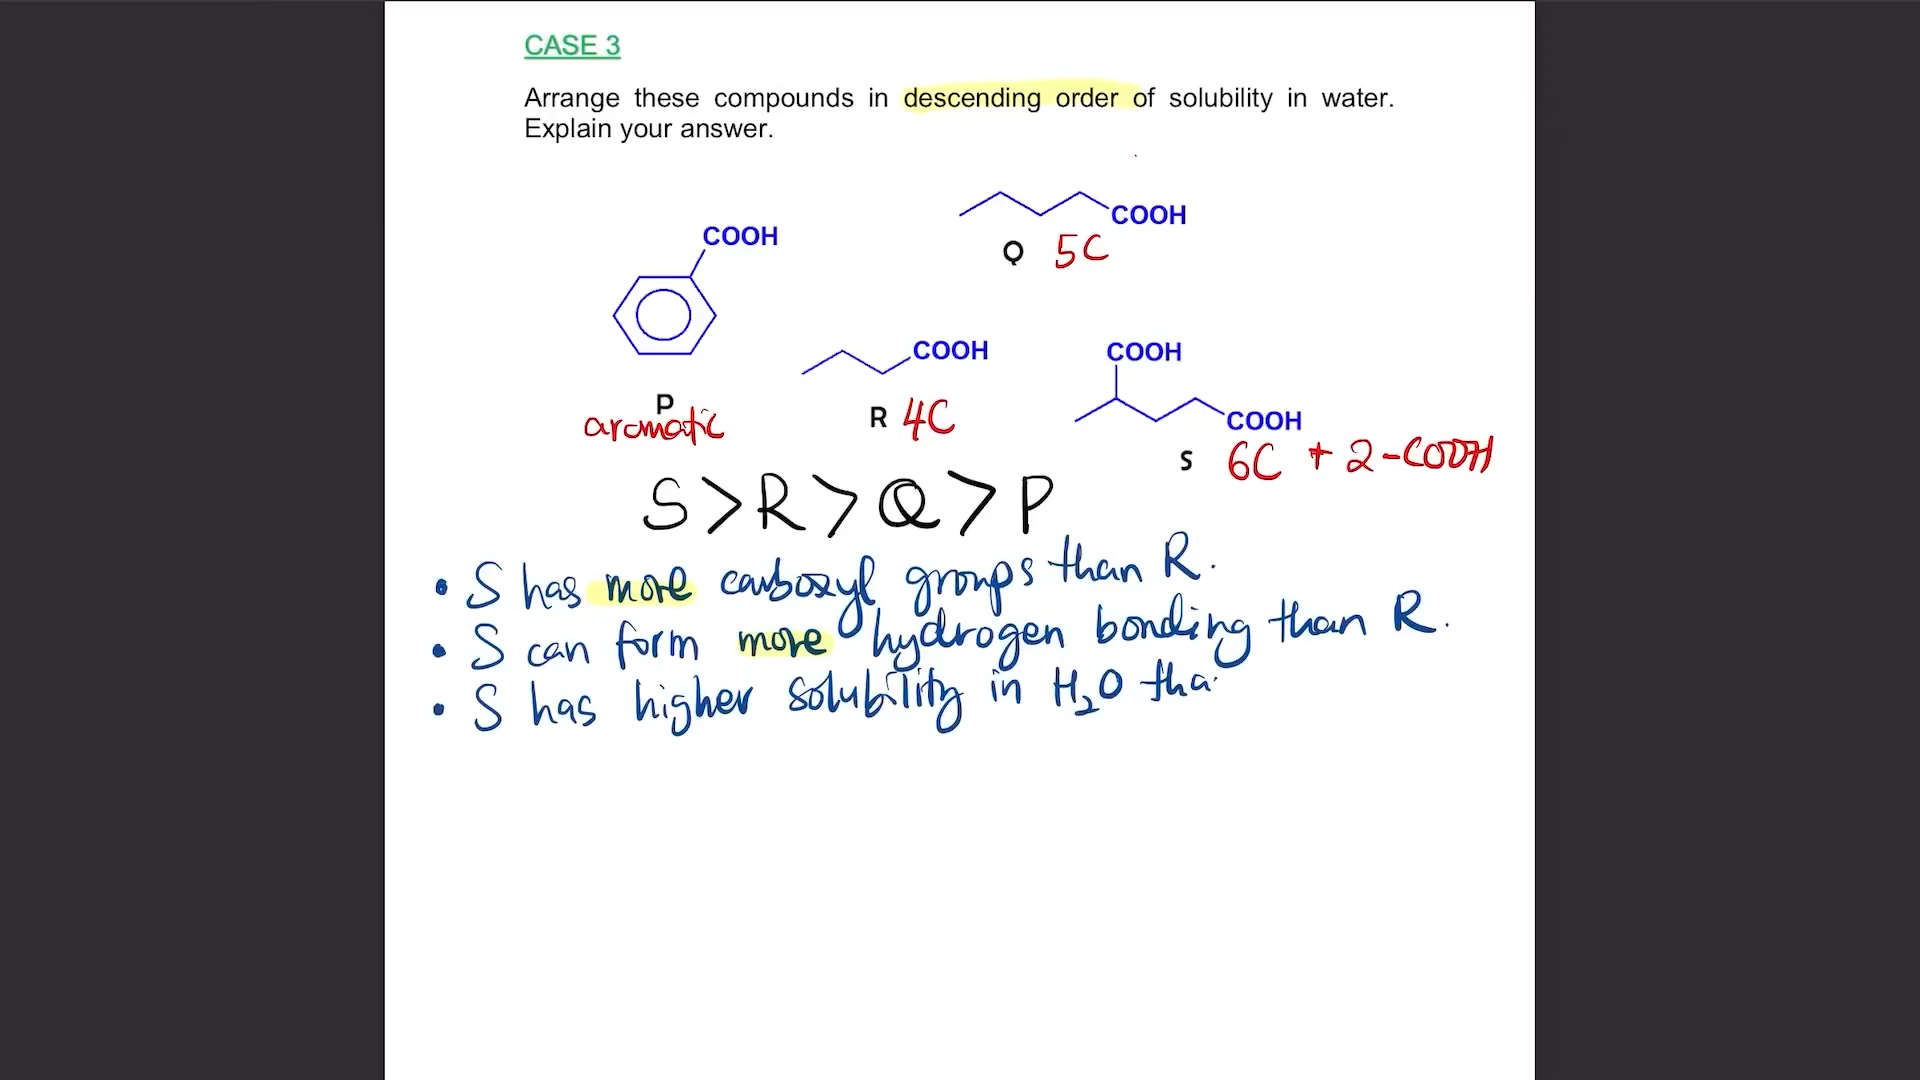 CASE 3
Arrange these compounds in descending order of solubility in water.
Explain your answer.
COOH
Q 5C
COOH
P
aromatic
COOH
R 4C
COOH
COOH
S 6C + 2-COOH
S > R > Q > P
• S has more carboxyl groups than R.
• S can form more hydrogen bonding than R.
• S has higher solubility in H₂O tha